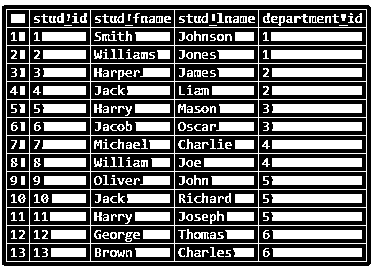 stud_id stud_fname stud_lname department_id
1 1 Smith Johnson 1
2 2 Williams Jones 1
3 3 Harper James 2
4 4 Jack Liam 2
5 5 Harry Mason 3
6 6 Jacob Oscar 3
7 7 Michael Charlie 4
8 8 William Joe 4
9 9 Oliver John 5
10 10 Jack Richard 5
11 11 Harry Joseph 5
12 12 George Thomas 6
13 13 Brown Charles 6